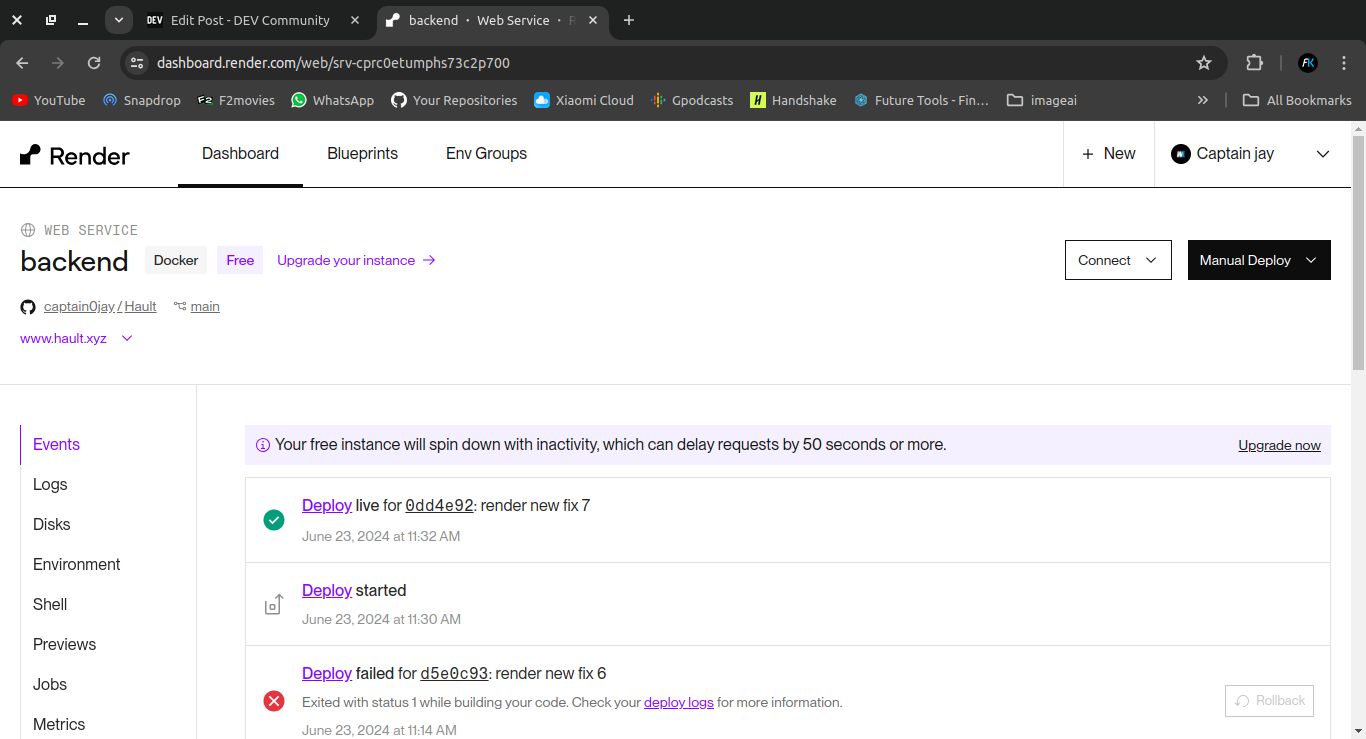 DEV Edit Post - DEV Community
backend · Web Service ·
dashboard.render.com/web/srv-cprc0etumphs73c2p700
YouTube Snapdrop F2 F2movies WhatsApp Your Repositories Xiaomi Cloud Gpodcasts H Handshake Future Tools - Fin... imageai » All Bookmarks
Render Dashboard Blueprints Env Groups + New Captain jay
WEB SERVICE
backend Docker Free Upgrade your instance → Connect Manual Deploy
captain0jay / Hault main
www.hault.xyz
Events
Logs
Disks
Environment
Shell
Previews
Jobs
Metrics
Your free instance will spin down with inactivity, which can delay requests by 50 seconds or more. Upgrade now
Deploy live for 0dd4e92: render new fix 7
June 23, 2024 at 11:32 AM
Deploy started
June 23, 2024 at 11:30 AM
Deploy failed for d5e0c93: render new fix 6
Exited with status 1 while building your code. Check your deploy logs for more information.
Rollback
June 23, 2024 at 11:14 AM